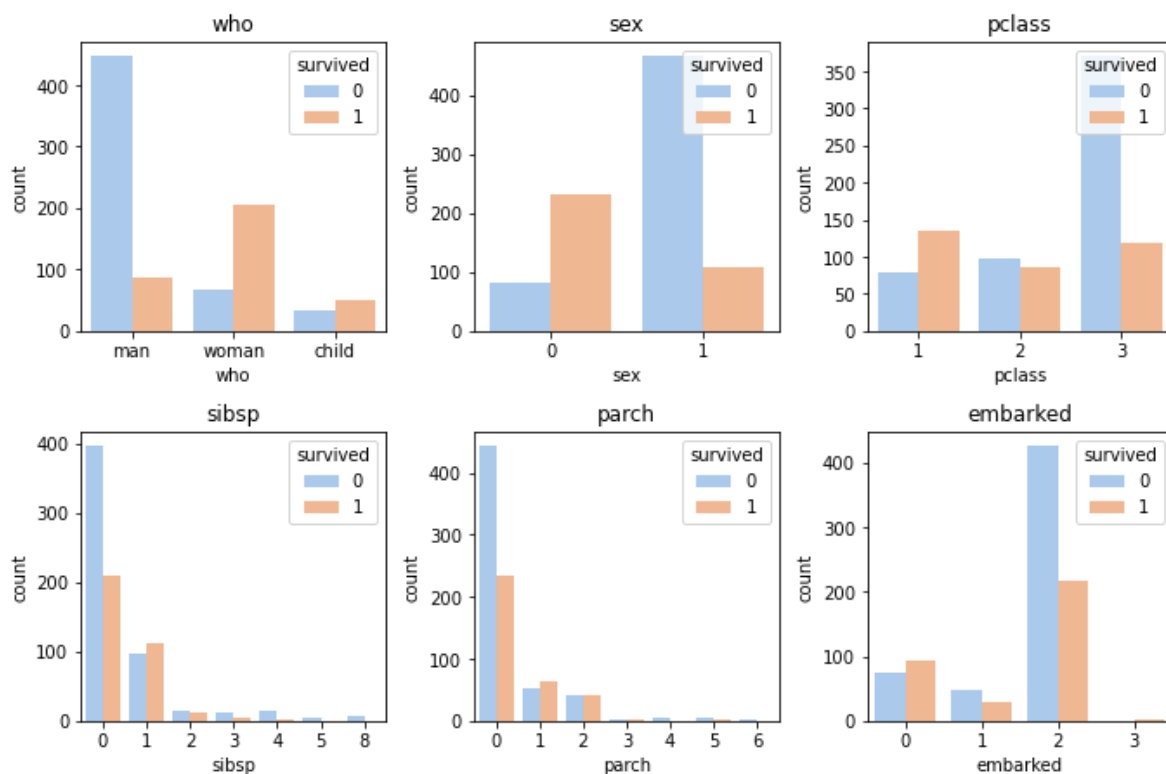 who
survived
0
1
400
300
200
100
0
count
man woman child
who
sex
survived
0
1
400
300
200
100
0
count
0 1
sex
pclass
survived
0
1
350
300
250
200
150
100
50
0
count
1 2 3
pclass
sibsp
survived
0
1
400
300
200
100
0
count
0 1 2 3 4 5 8
sibsp
parch
survived
0
1
400
300
200
100
0
count
0 1 2 3 4 5 6
parch
embarked
survived
0
1
400
300
200
100
0
count
0 1 2 3
embarked